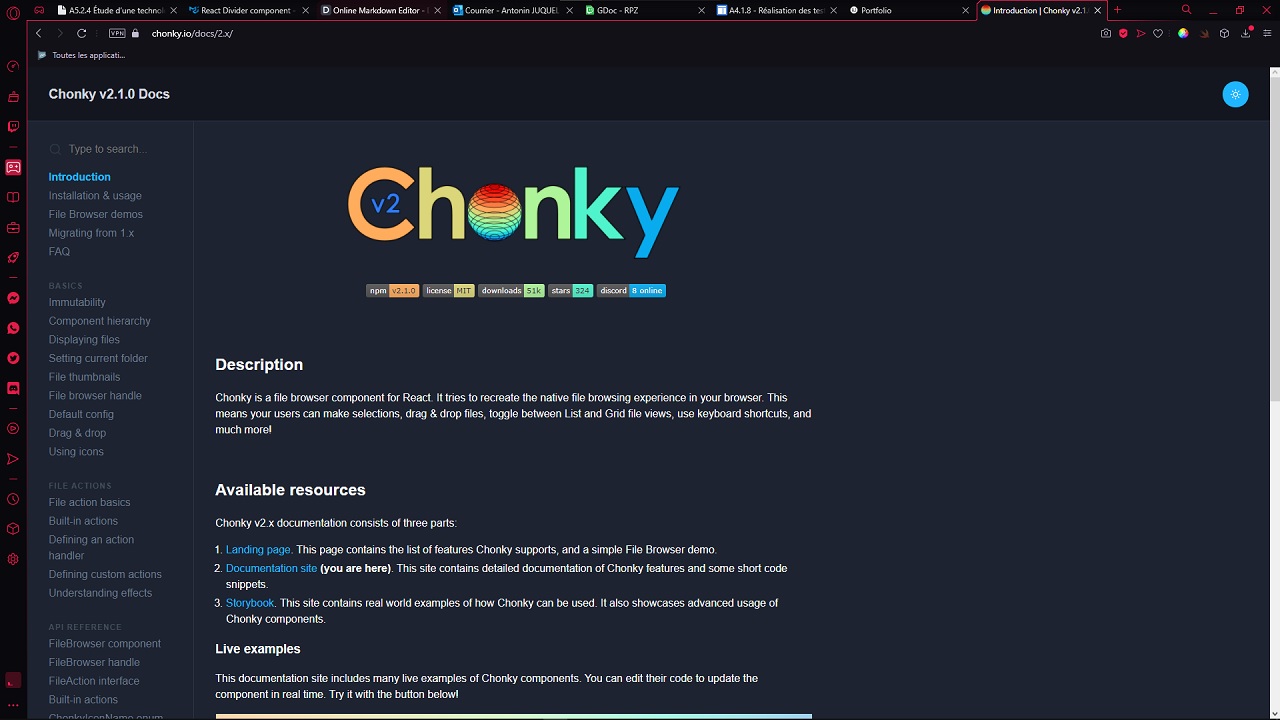 A5.2.4 Étude d'une technol
React Divider component -
Online Markdown Editor - 
Courrier - Antonin JUQUEL
GDoc - RPZ
A4.1.8 - Réalisation des test
Portfolio
Introduction | Chonky v2.1.
VPN
chonky.io/docs/2.x/
Toutes les applicati...
Chonky v2.1.0 Docs
Type to search...
Introduction
Installation & usage
File Browser demos
Migrating from 1.x
FAQ
BASICS
Immutability
Component hierarchy
Displaying files
Setting current folder
File thumbnails
File browser handle
Default config
Drag & drop
Using icons
FILE ACTIONS
File action basics
Built-in actions
Defining an action
handler
Defining custom actions
Understanding effects
API REFERENCE
FileBrowser component
FileBrowser handle
FileAction interface
Built-in actions
ChonkyIconName enum
Chonky
v2
npm v2.1.0 license MIT downloads 51k stars 324 discord 8 online
Description
Chonky is a file browser component for React. It tries to recreate the native file browsing experience in your browser. This
means your users can make selections, drag & drop files, toggle between List and Grid file views, use keyboard shortcuts, and
much more!
Available resources
Chonky v2.x documentation consists of three parts:
1. Landing page. This page contains the list of features Chonky supports, and a simple File Browser demo.
2. Documentation site (you are here). This site contains detailed documentation of Chonky features and some short code
snippets.
3. Storybook. This site contains real world examples of how Chonky can be used. It also showcases advanced usage of
Chonky components.
Live examples
This documentation site includes many live examples of Chonky components. You can edit their code to update the
component in real time. Try it with the button below!